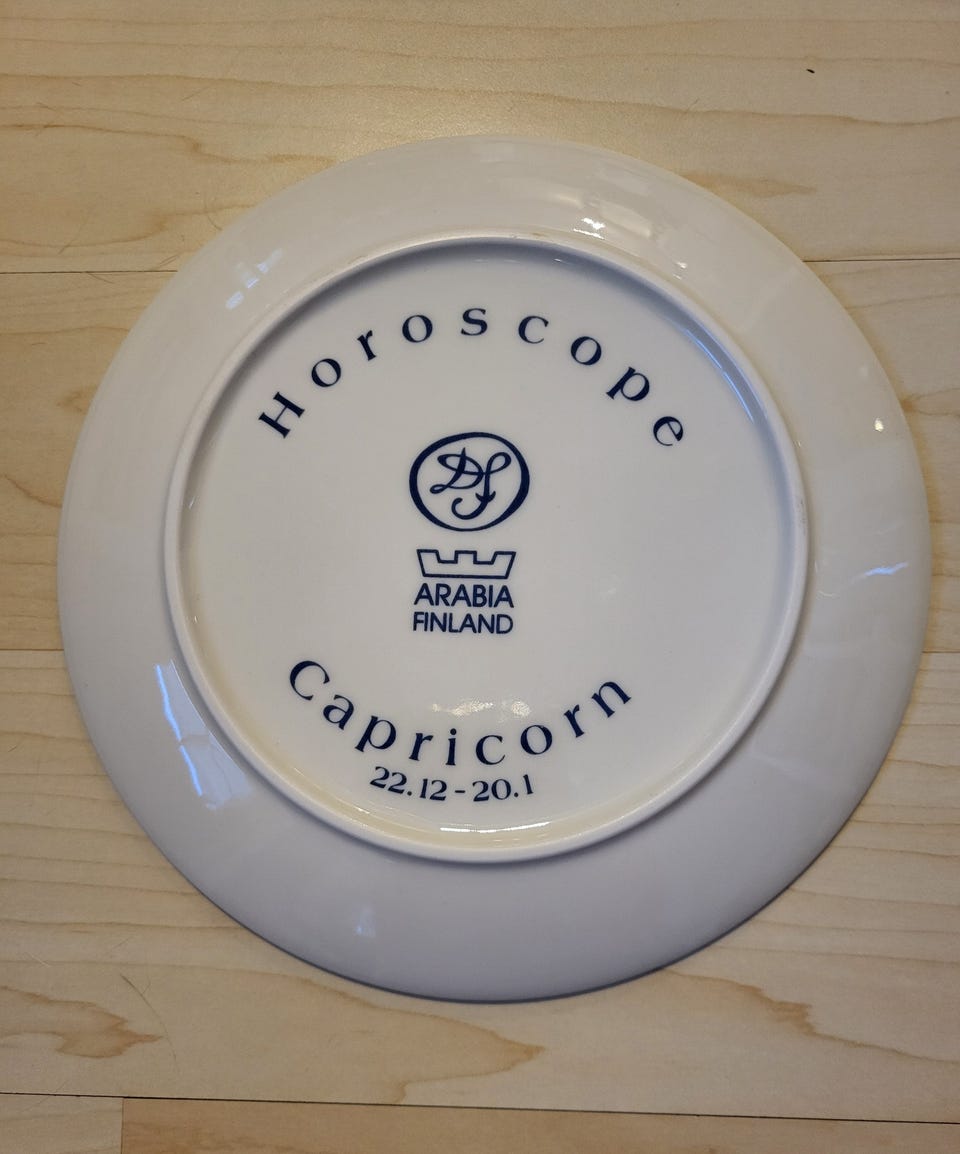 Horoscope
ARABIA
FINLAND
Capricorn
22.12-20.1